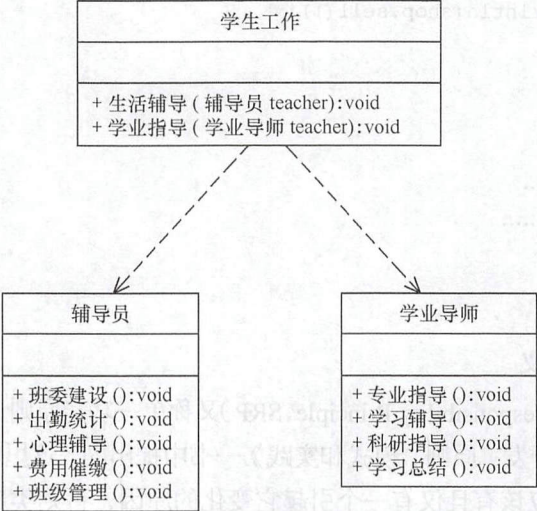 学生工作
+ 生活辅导 ( 辅导员 teacher):void
+ 学业指导 ( 学业导师 teacher):void
辅导员
+ 班委建设 ():void
+ 出勤统计 ():void
+ 心理辅导 ():void
+ 费用催缴 ():void
+ 班级管理 ():void
学业导师
+ 专业指导 ():void
+ 学习辅导 ():void
+ 科研指导 ():void
+ 学习总结 ():void